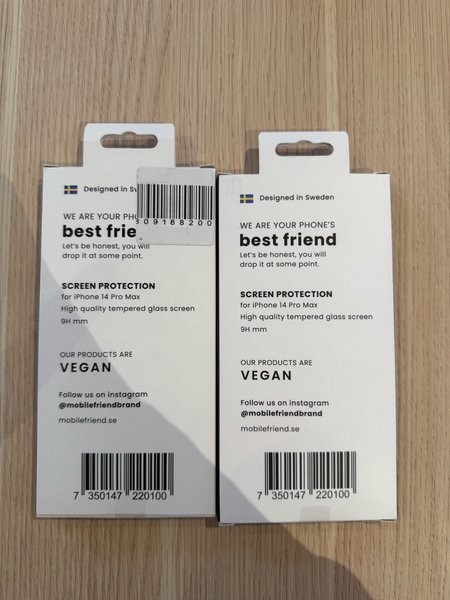 Designed in Sw
309188200
WE ARE YOUR PHO
best frie
Let's be honest, you will
drop it at some point.
SCREEN PROTECTION
for iPhone 14 Pro Max
High quality tempered glass screen
9H mm
OUR PRODUCTS ARE
VEGAN
Follow us on instagram
@mobilefriendbrand
mobilefriend.se
7 350147 220100
Designed in Sweden
WE ARE YOUR PHONE'S
best friend
Let's be honest, you will
drop it at some point.
SCREEN PROTECTION
for iPhone 14 Pro Max
High quality tempered glass screen
9H mm
OUR PRODUCTS ARE
VEGAN
Follow us on instagram
@mobilefriendbrand
mobilefriend.se
7 350147 220100